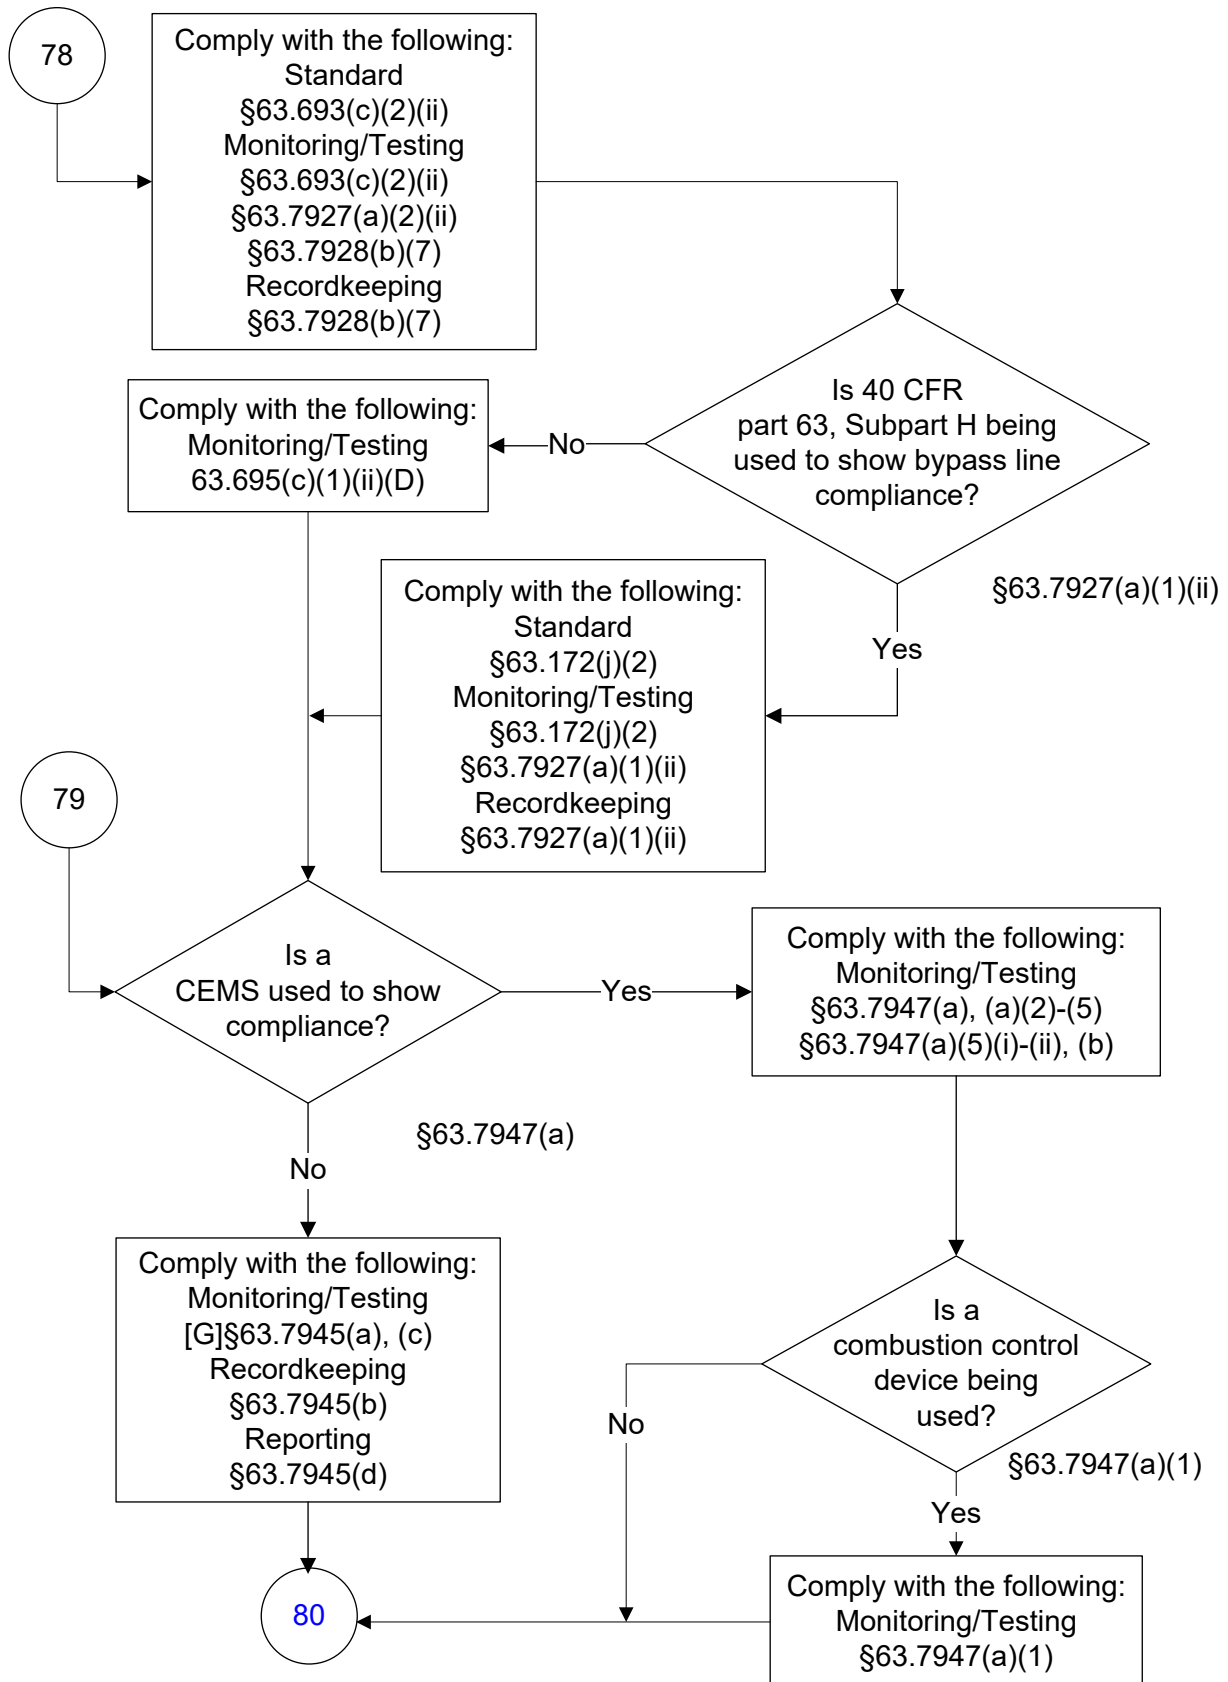 78
Comply with the following:
Standard
§63.693(c)(2)(ii)
Monitoring/Testing
§63.693(c)(2)(ii)
§63.7927(a)(2)(ii)
§63.7928(b)(7)
Recordkeeping
§63.7928(b)(7)
Is 40 CFR
part 63, Subpart H being
used to show bypass line
compliance?
§63.7927(a)(1)(ii)
No
Comply with the following:
Monitoring/Testing
63.695(c)(1)(ii)(D)
Yes
Comply with the following:
Standard
§63.172(j)(2)
Monitoring/Testing
§63.172(j)(2)
§63.7927(a)(1)(ii)
Recordkeeping
§63.7927(a)(1)(ii)
79
Is a
CEMS used to show
compliance?
§63.7947(a)
Yes
Comply with the following:
Monitoring/Testing
§63.7947(a), (a)(2)-(5)
§63.7947(a)(5)(i)-(ii), (b)
No
Comply with the following:
Monitoring/Testing
[G]§63.7945(a), (c)
Recordkeeping
§63.7945(b)
Reporting
§63.7945(d)
Is a
combustion control
device being
used?
§63.7947(a)(1)
No
Yes
Comply with the following:
Monitoring/Testing
§63.7947(a)(1)
80